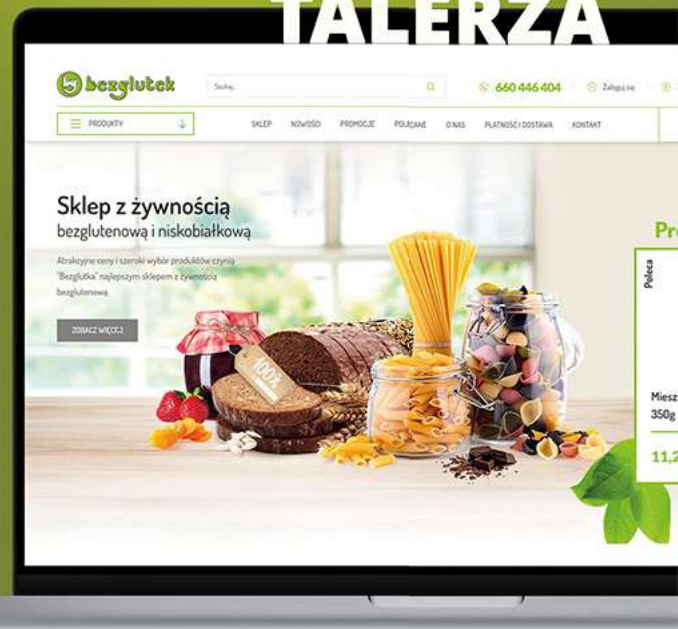 TALERZA
bezglutek
Szukaj...
660 446 404
Zaloguj się
PRODUKTY
SKLEP NOWOŚCI PROMOCJE POLECANE O NAS PŁATNOŚĆ I DOSTAWA KONTAKT
Sklep z żywnością
bezglutenową i niskobiałkową
Atrakcyjne ceny i szeroki wybór produktów czynią
"Bezglutka" najlepszym sklepem z żywnością
bezglutenową
ZOBACZ WIĘCEJ
100%
Pr
Poleca
Miesz
350g
11,2